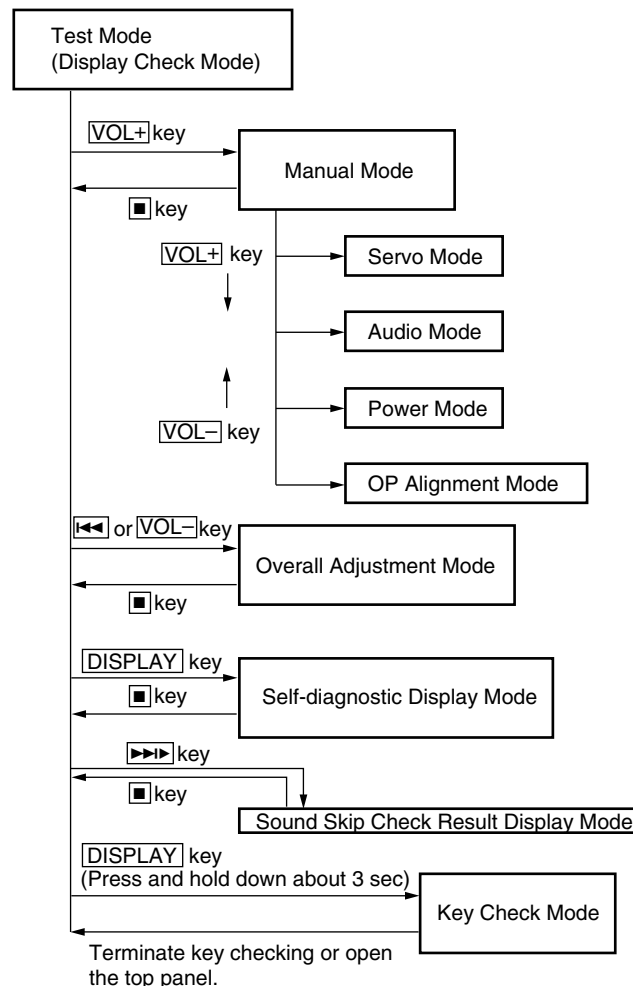 Test Mode
(Display Check Mode)
VOL+ key
Manual Mode
■ key
VOL+ key
Servo Mode
Audio Mode
Power Mode
VOL− key
OP Alignment Mode
⏮ or VOL− key
Overall Adjustment Mode
■ key
DISPLAY key
Self-diagnostic Display Mode
■ key
▶▶I▶ key
■ key
Sound Skip Check Result Display Mode
DISPLAY key
(Press and hold down about 3 sec)
Key Check Mode
Terminate key checking or open
the top panel.